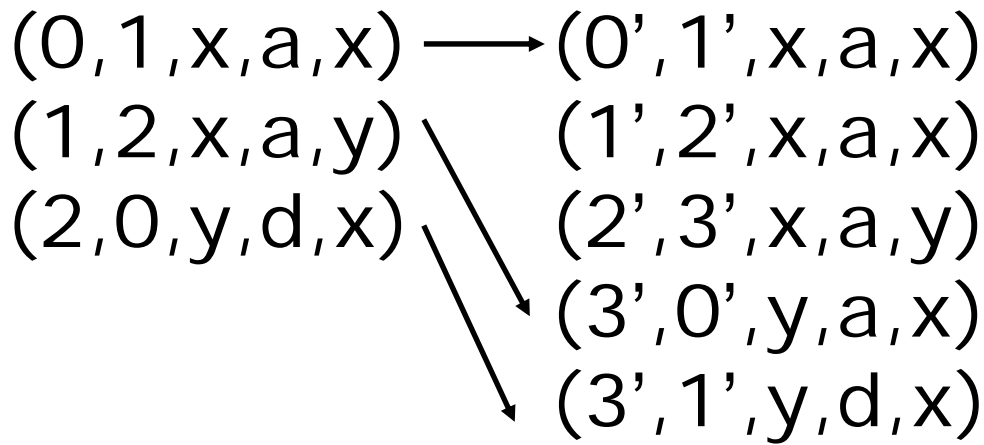 (0,1,x,a,x) (0’,1’,x,a,x)
(1,2,x,a,y) (1’,2’,x,a,x)
(2,0,y,d,x) (2’,3’,x,a,y)
(3’,0’,y,a,x)
(3’,1’,y,d,x)